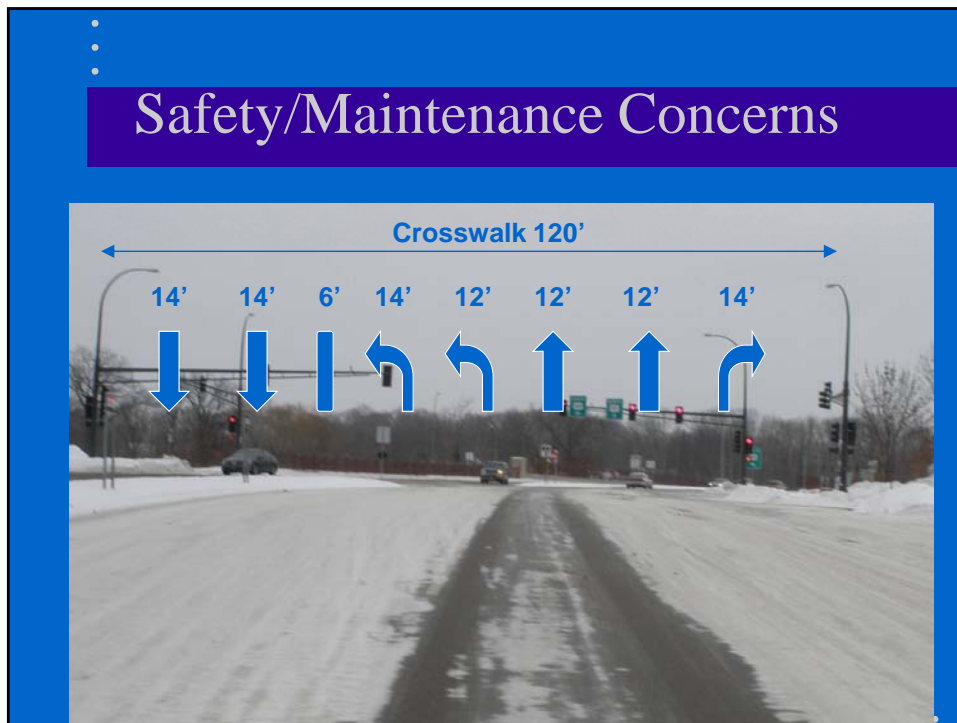 Safety/Maintenance Concerns
Crosswalk 120’
14’ 14’ 6’ 14’ 12’ 12’ 12’ 14’